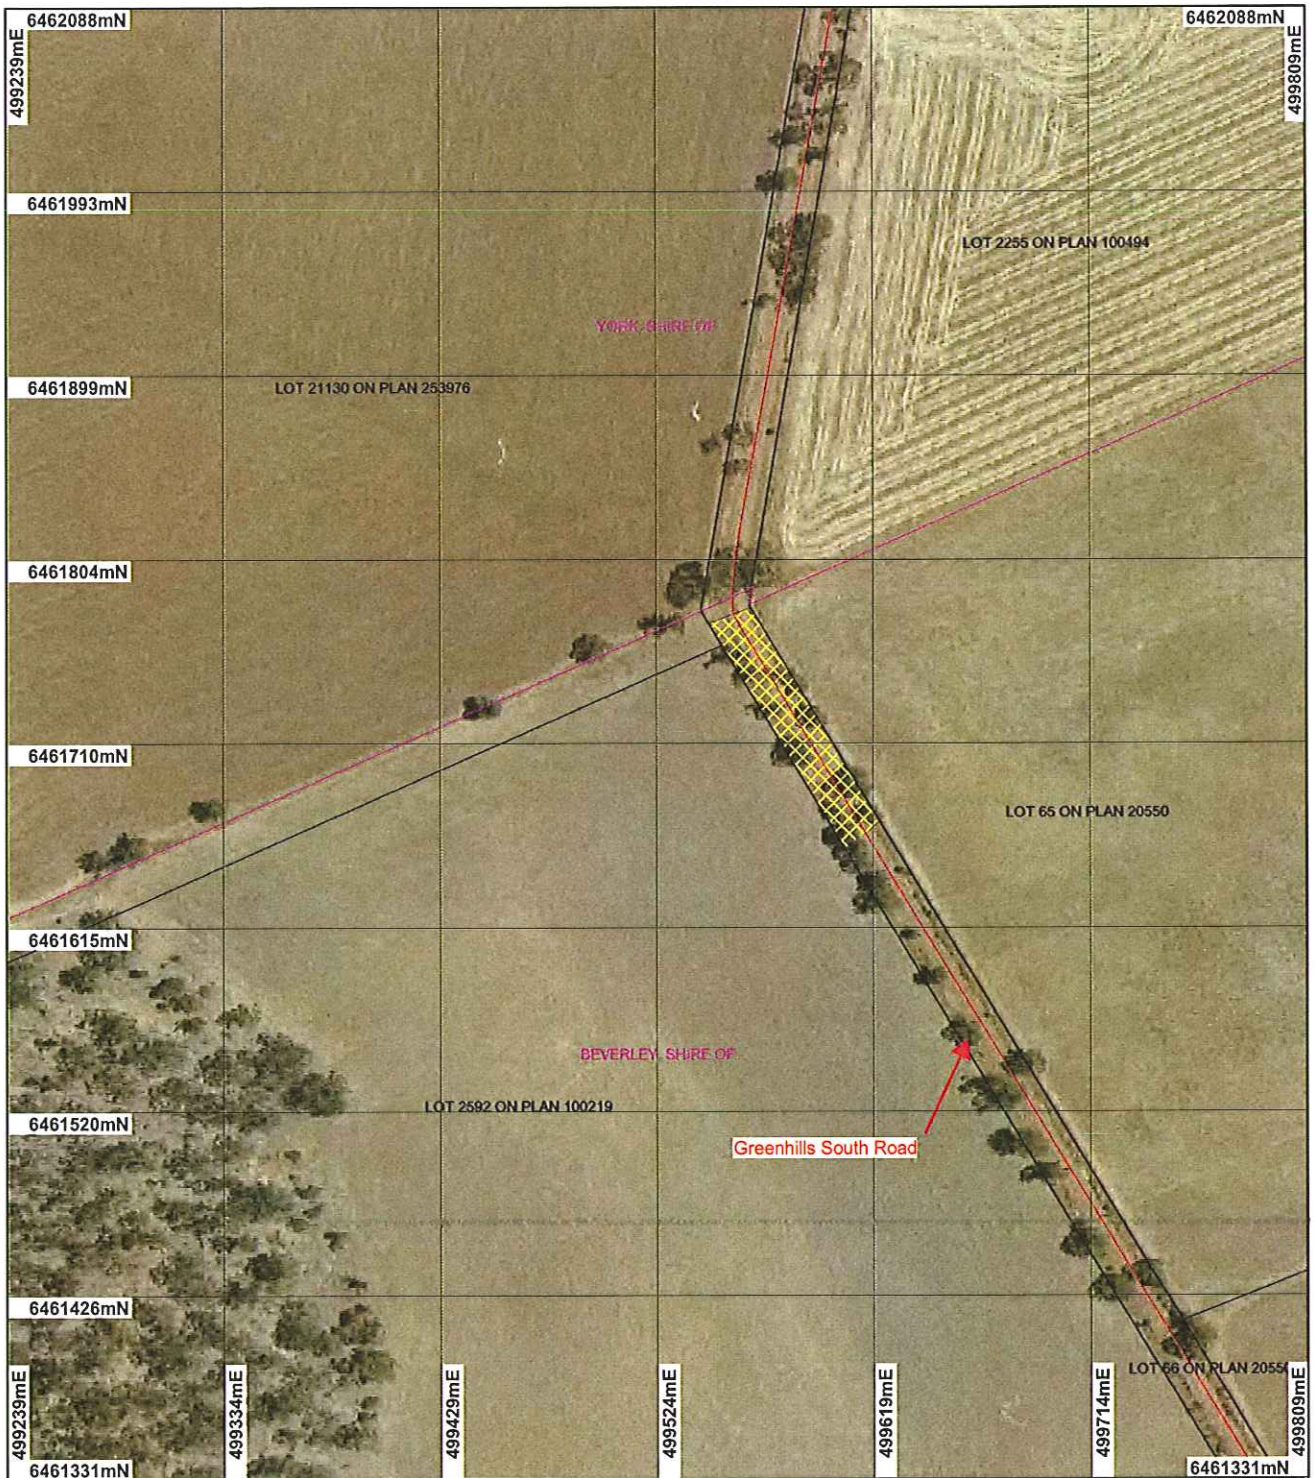 6462088mN
6462088mN
499239mE
499809mE
6461993mN
LOT 2255 ON PLAN 100494
YORK, SHIRE OF
6461899mN
LOT 21130 ON PLAN 253976
6461804mN
6461710mN
LOT 65 ON PLAN 20550
6461615mN
BEVERLEY, SHIRE OF
LOT 2592 ON PLAN 100219
6461520mN
Greenhills South Road
6461426mN
LOT 66 ON PLAN 20550
499239mE
499334mE
499429mE
499524mE
499619mE
499714mE
499809mE
6461331mN
6461331mN